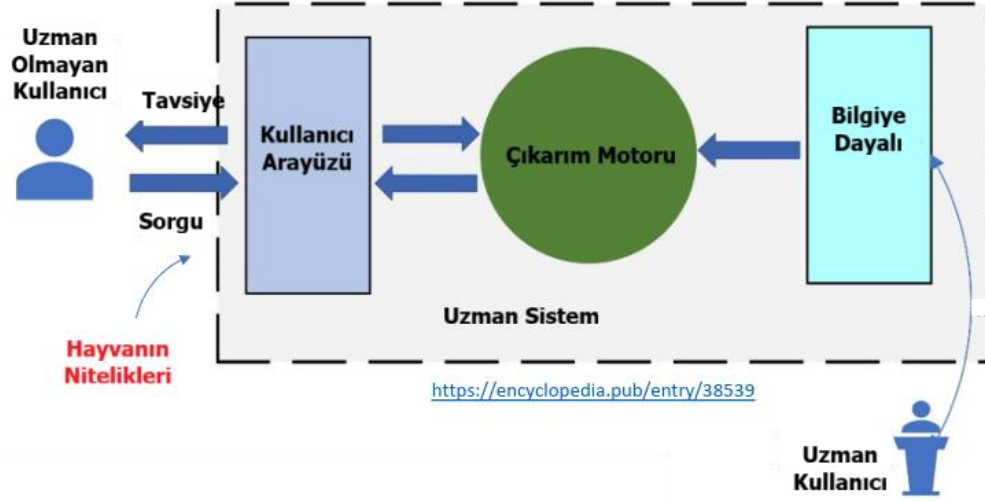 Uzman
Olmayan
Kullanıcı
Tavsiye
Sorgu
Hayvanın
Nitelikleri
Kullanıcı
Arayüzü
Çıkarım Motoru
Bilgiye
Dayalı
Uzman Sistem
https://encyclopedia.pub/entry/38539
Uzman
Kullanıcı